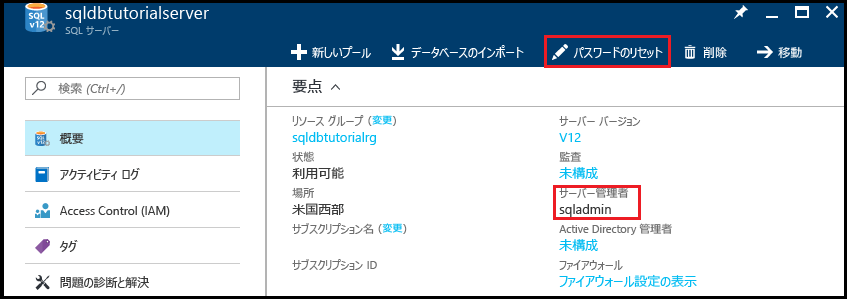 SQL
v12
sqldbtutorialserver
SQL サーバー
新しいプール
データベースのインポート
パスワードのリセット
削除
移動
検索 (Ctrl+/)
概要
アクティビティ ログ
Access Control (IAM)
タグ
問題の診断と解決
要点
リソース グループ (変更)
sqldbtutorialrg
状態
利用可能
場所
米国西部
サブスクリプション名 (変更)
サブスクリプション ID
サーバー バージョン
V12
監査
未構成
サーバー管理者
sqladmin
Active Directory 管理者
未構成
ファイアウォール
ファイアウォール設定の表示